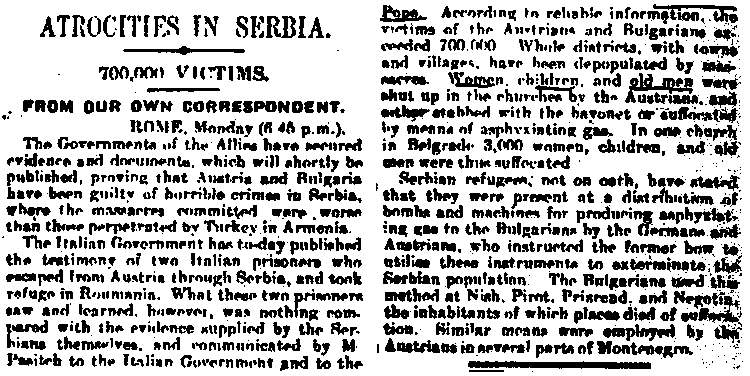 ATROCITIES IN SERBIA.
700,000 VICTIMS.
FROM OUR OWN CORRESPONDENT.
ROME, Monday (6 45 p.m.).
The Governments of the Allies have secured
evidence and documents, which will shortly be
published, proving that Austria and Bulgaria
have been guilty of horrible crimes in Serbia,
where the massacres committed were worse
than those perpetrated by Turkey in Armenia.
The Italian Government has to-day published
the testimony of two Italian prisoners who
escaped from Austria through Serbia, and took
refuge in Roumania. What these two prisoners
saw and learned, however, was nothing com-
pared with the evidence supplied by the Ser-
bians themselves, and communicated by M
Pasitch to the Italian Government and to the
Pope. According to reliable information, the
victims of the Austrians and Bulgarians ex-
ceeded 700,000 Whole districts, with towns
and villages, have been depopulated by mas-
sacres. Women, children, and old men were
shut up in the churches by the Austrians, and
either stabbed with the bayonet or suffocated
by means of asphyxiating gas. In one church
in Belgrade 3,000 women, children, and old
men were thus suffocated
Serbian refugees, not on oath, have stated
that they were present at a distribution of
bombs and machines for producing asphyxiat-
ing gas to the Bulgarians by the Germans and
Austrians, who instructed the former how to
utilise these instruments to exterminate the
Serbian population. The Bulgarians used this
method at Nish, Pirot, Prisrend, and Negotin,
the inhabitants of which places died of suffoca-
tion. Similar means were employed by the
Austrians in several parts of Montenegro.